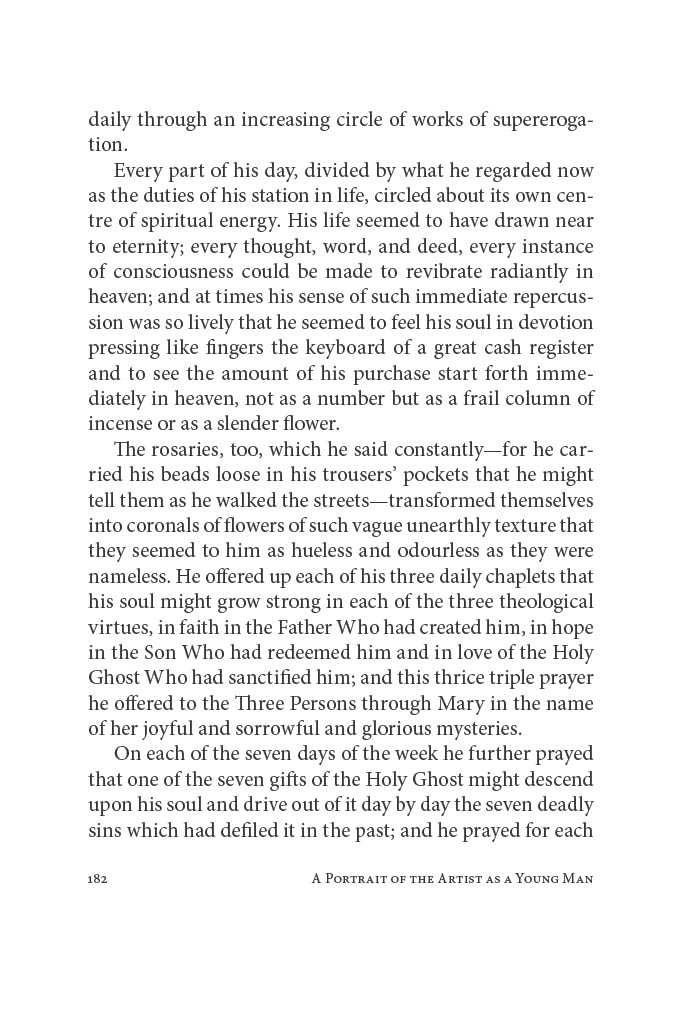 daily through an increasing circle of works of supereroga-
tion.
Every part of his day, divided by what he regarded now
as the duties of his station in life, circled about its own cen-
tre of spiritual energy. His life seemed to have drawn near
to eternity; every thought, word, and deed, every instance
of consciousness could be made to revibrate radiantly in
heaven; and at times his sense of such immediate repercus-
sion was so lively that he seemed to feel his soul in devotion
pressing like fingers the keyboard of a great cash register
and to see the amount of his purchase start forth imme-
diately in heaven, not as a number but as a frail column of
incense or as a slender flower.
The rosaries, too, which he said constantly—for he car-
ried his beads loose in his trousers’ pockets that he might
tell them as he walked the streets—transformed themselves
into coronals of flowers of such vague unearthly texture that
they seemed to him as hueless and odourless as they were
nameless. He offered up each of his three daily chaplets that
his soul might grow strong in each of the three theological
virtues, in faith in the Father Who had created him, in hope
in the Son Who had redeemed him and in love of the Holy
Ghost Who had sanctified him; and this thrice triple prayer
he offered to the Three Persons through Mary in the name
of her joyful and sorrowful and glorious mysteries.
On each of the seven days of the week he further prayed
that one of the seven gifts of the Holy Ghost might descend
upon his soul and drive out of it day by day the seven deadly
sins which had defiled it in the past; and he prayed for each
182 A Portrait of the Artist as a Young Man